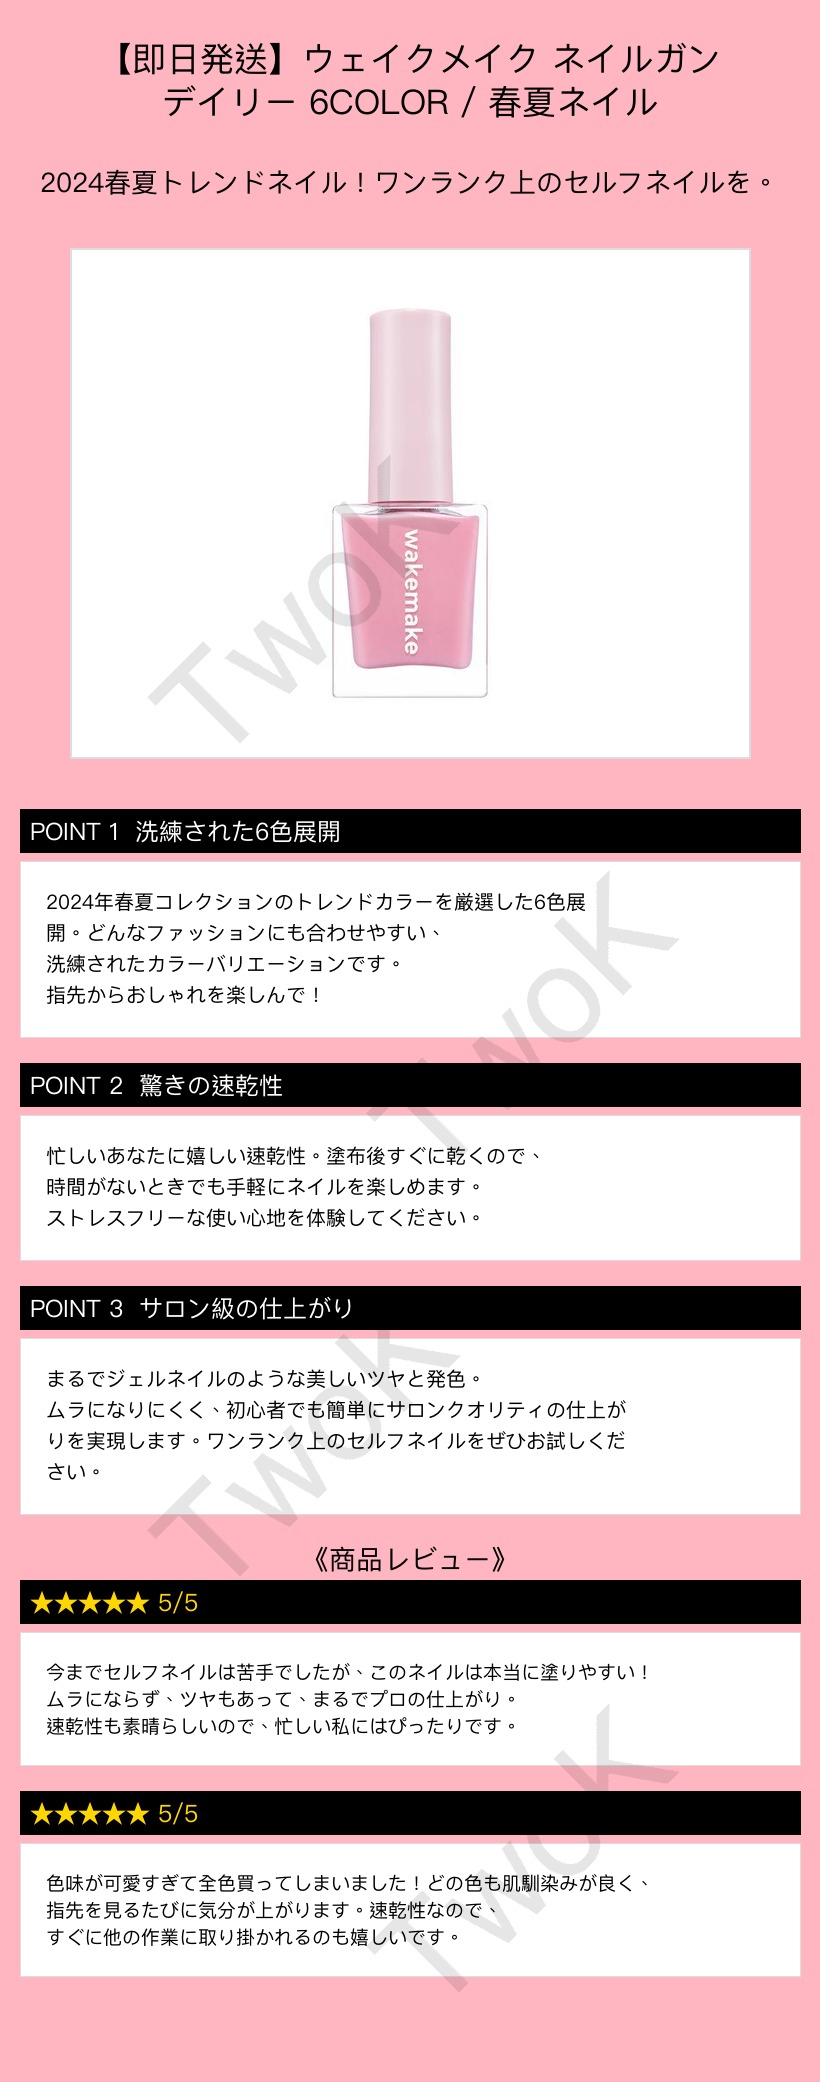 【即日発送】ウェイクメイク ネイルガン
デイリー 6COLOR / 春夏ネイル
2024春夏トレンドネイル！ワンランク上のセルフネイルを。
wakemake
TwoK
POINT 1 洗練された6色展開
2024年春夏コレクションのトレンドカラーを厳選した6色展
開。どんなファッションにも合わせやすい、
洗練されたカラーバリエーションです。
指先からおしゃれを楽しんで！
TwoK
POINT 2 驚きの速乾性
忙しいあなたに嬉しい速乾性。塗布後すぐに乾くので、
時間がないときでも手軽にネイルを楽しめます。
ストレスフリーな使い心地を体験してください。
POINT 3 サロン級の仕上がり
まるでジェルネイルのような美しいツヤと発色。
ムラになりにくく、初心者でも簡単にサロンクオリティの仕上が
りを実現します。ワンランク上のセルフネイルをぜひお試しくだ
さい。
TwoK
《商品レビュー》
★★★★★ 5/5
今までセルフネイルは苦手でしたが、このネイルは本当に塗りやすい！
ムラにならず、ツヤもあって、まるでプロの仕上がり。
速乾性も素晴らしいので、忙しい私にはぴったりです。
TwoK
★★★★★ 5/5
色味が可愛すぎて全色買ってしまいました！どの色も肌馴染みが良く、
指先を見るたびに気分が上がります。速乾性なので、
すぐに他の作業に取り掛かれるのも嬉しいです。